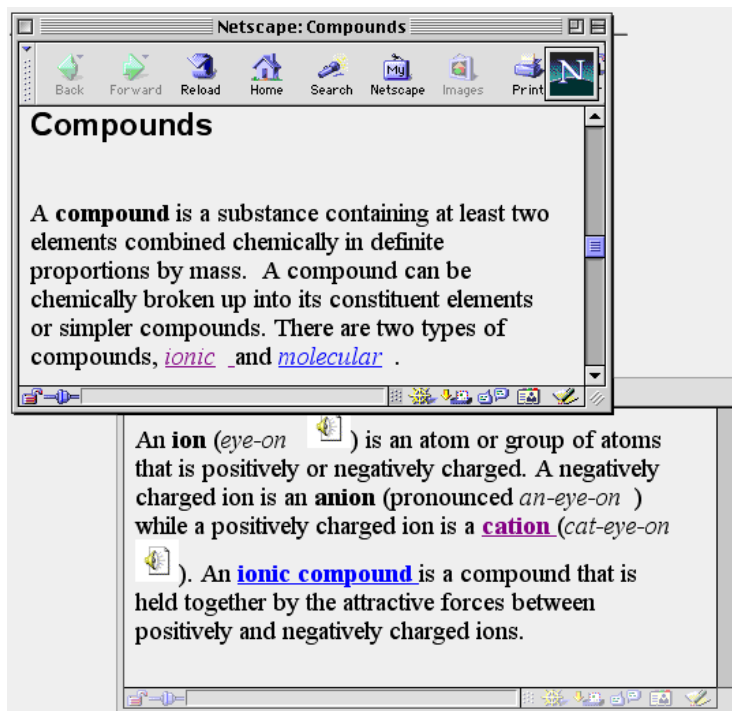 Netscape: Compounds
Back Forward Reload Home Search Netscape Images Print
My
N
Compounds
A compound is a substance containing at least two
elements combined chemically in definite
proportions by mass.  A compound can be
chemically broken up into its constituent elements
or simpler compounds. There are two types of
compounds, ionic and molecular .
An ion (eye-on ) is an atom or group of atoms
that is positively or negatively charged. A negatively
charged ion is an anion (pronounced an-eye-on )
while a positively charged ion is a cation (cat-eye-on
). An ionic compound is a compound that is
held together by the attractive forces between
positively and negatively charged ions.